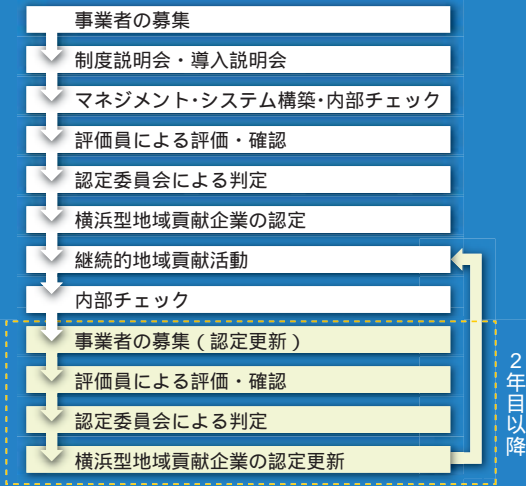 事業者の募集
制度説明会・導入説明会
マネジメント・システム構築・内部チェック
評価員による評価・確認
認定委員会による判定
横浜型地域貢献企業の認定
継続的地域貢献活動
内部チェック
事業者の募集(認定更新)
評価員による評価・確認
認定委員会による判定
横浜型地域貢献企業の認定更新
2年目以降